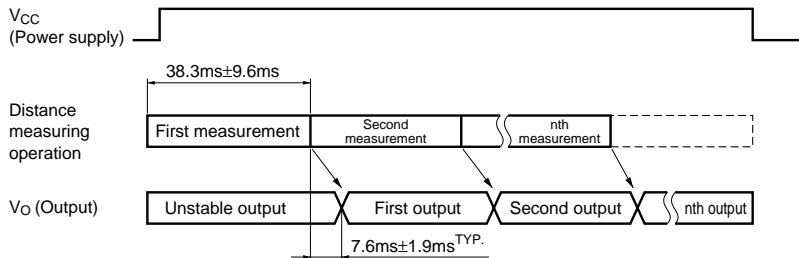 VCC
(Power supply)
38.3ms±9.6ms
Distance
measuring
operation
First measurement
Second
measurement
nth
measurement
VO (Output)
Unstable output
First output
Second output
nth output
7.6ms±1.9msTYP.